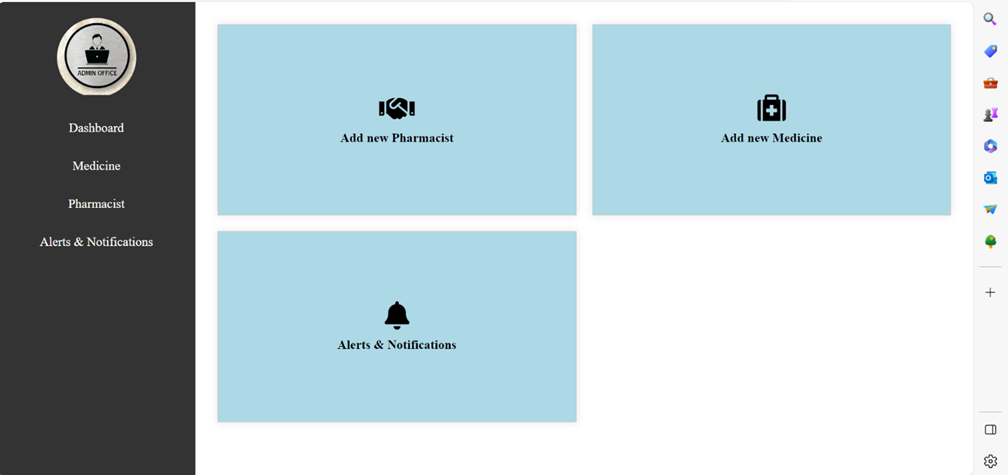 ADMIN OFFICE
Dashboard
Medicine
Pharmacist
Alerts & Notifications
Add new Pharmacist
Add new Medicine
Alerts & Notifications